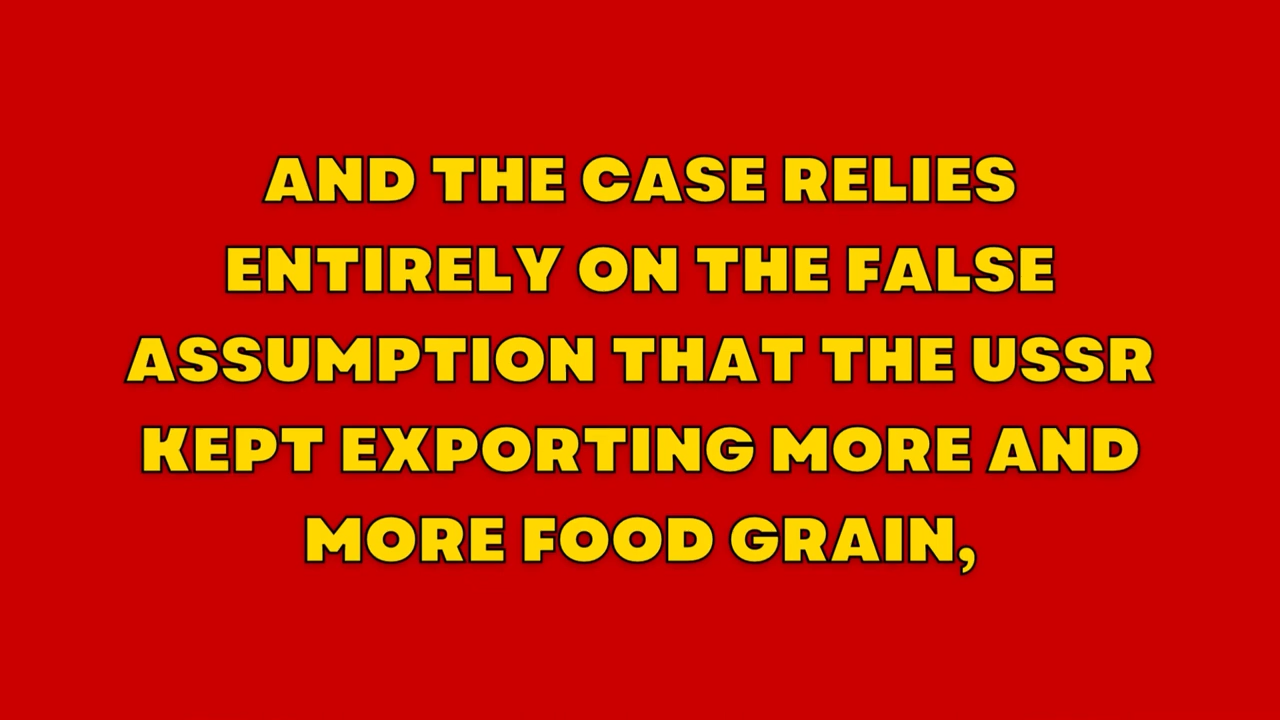 AND THE CASE RELIES
ENTIRELY ON THE FALSE
ASSUMPTION THAT THE USSR
KEPT EXPORTING MORE AND
MORE FOOD GRAIN,